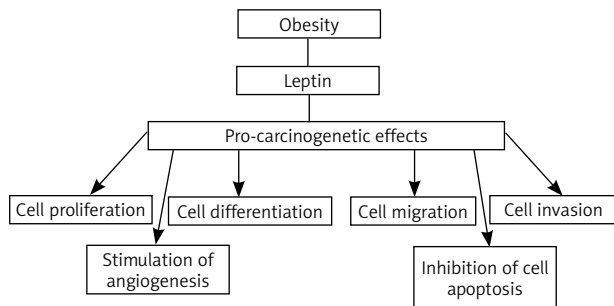 Obesity
Leptin
Pro-carcinogenetic effects
Cell proliferation
Cell differentiation
Cell migration
Cell invasion
Stimulation of
angiogenesis
Inhibition of cell
apoptosis